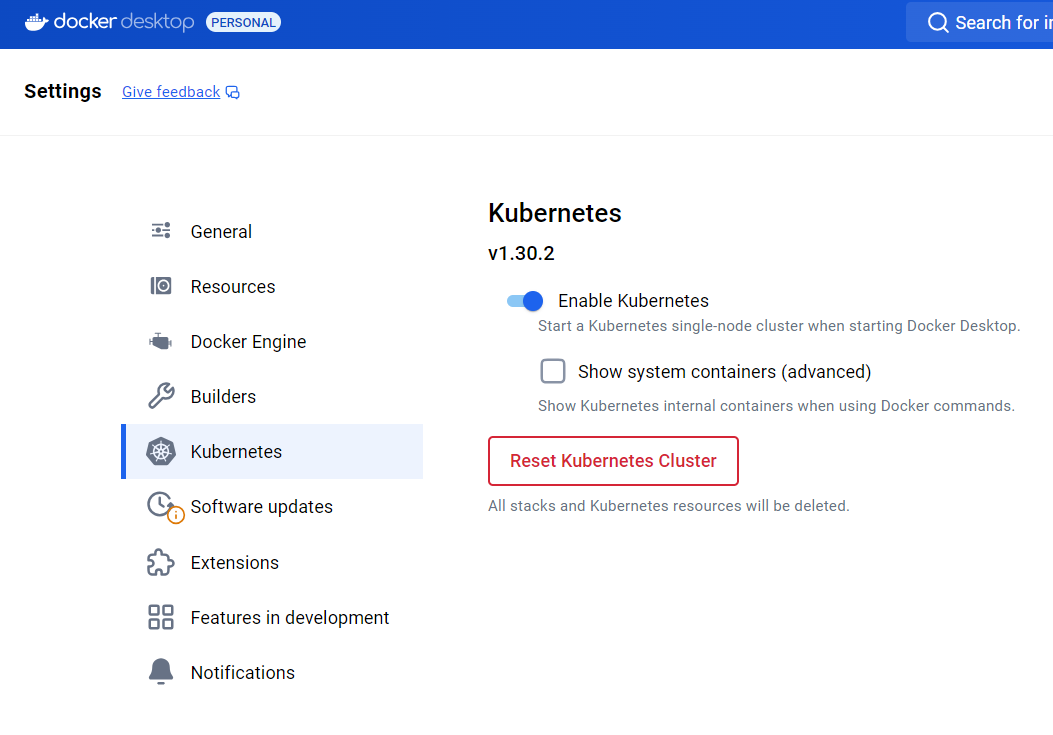 docker desktop PERSONAL
Search for
Settings Give feedback
General
Resources
Docker Engine
Builders
Kubernetes
Software updates
Extensions
Features in development
Notifications
Kubernetes
v1.30.2
Enable Kubernetes
Start a Kubernetes single-node cluster when starting Docker Desktop.
Show system containers (advanced)
Show Kubernetes internal containers when using Docker commands.
Reset Kubernetes Cluster
All stacks and Kubernetes resources will be deleted.